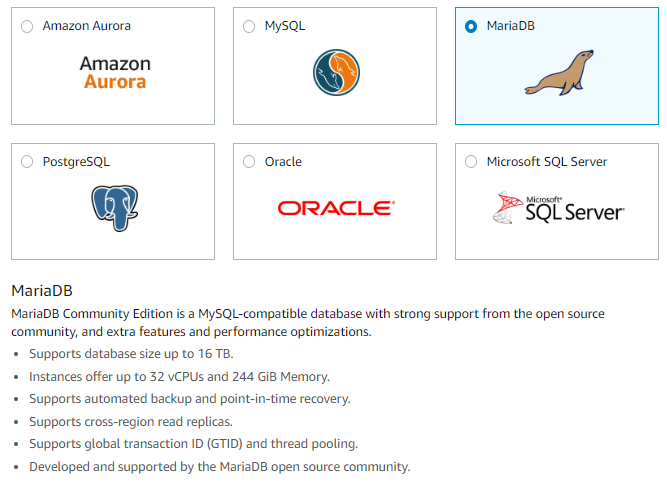 Amazon Aurora
MySQL
MariaDB
Amazon
Aurora
PostgreSQL
Oracle
Microsoft SQL Server
ORACLE®
Microsoft®
SQL Server
MariaDB
MariaDB Community Edition is a MySQL-compatible database with strong support from the open source
community, and extra features and performance optimizations.
• Supports database size up to 16 TB.
• Instances offer up to 32 vCPUs and 244 GiB Memory.
• Supports automated backup and point-in-time recovery.
• Supports cross-region read replicas.
• Supports global transaction ID (GTID) and thread pooling.
• Developed and supported by the MariaDB open source community.